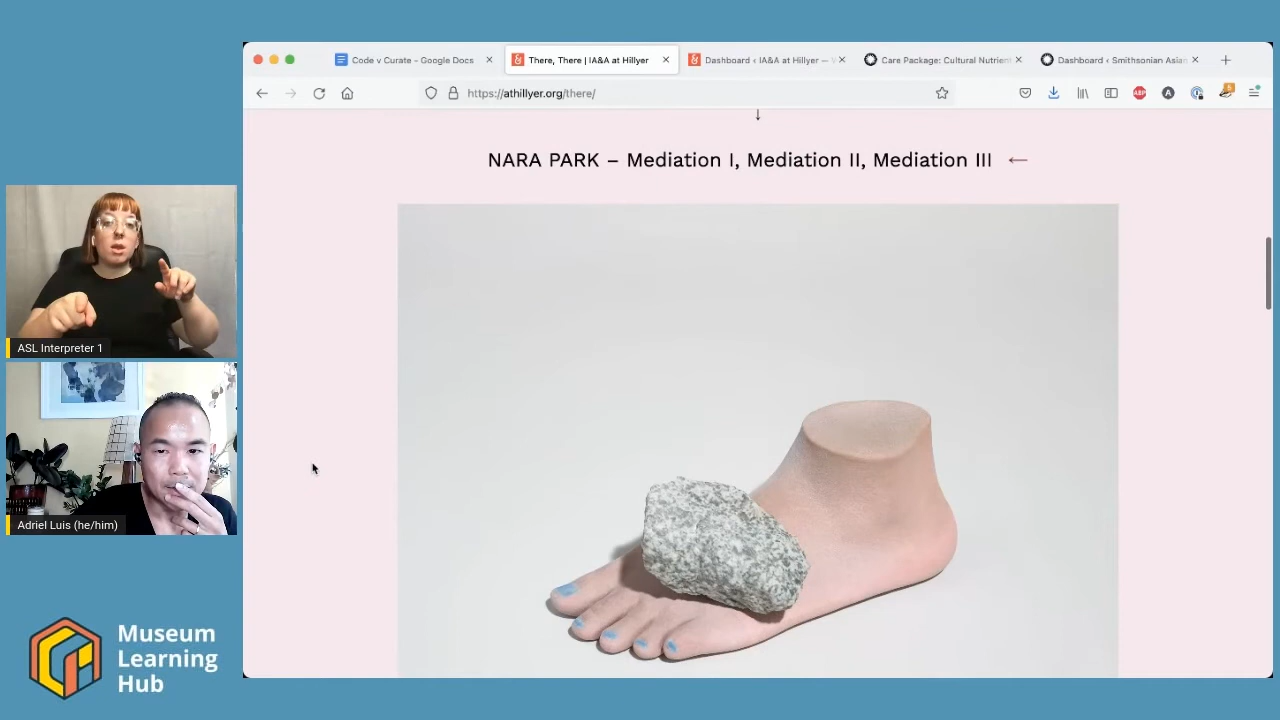 Code v Curate - Google Docs
There, There | IA&A at Hillyer
Dashboard ‹ IA&A at Hillyer —
Care Package: Cultural Nutrien
Dashboard ‹ Smithsonian Asian
https://athillyer.org/there/
ABP
A
↓
NARA PARK – Mediation I, Mediation II, Mediation III ←
ASL Interpreter 1
Adriel Luis (he/him)
Museum
Learning
Hub